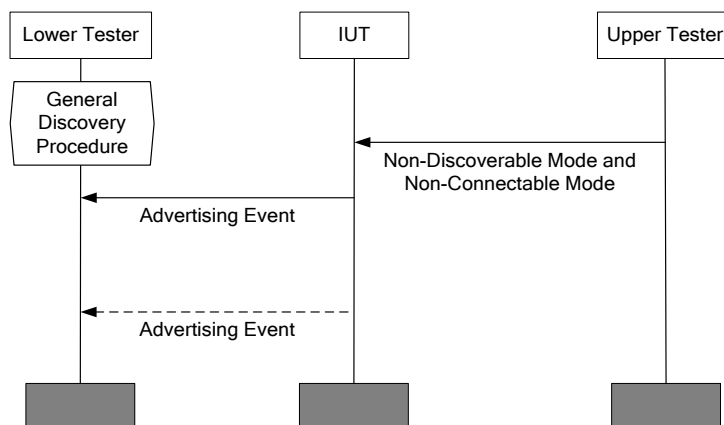 Lower Tester
IUT
Upper Tester
General
Discovery
Procedure
Non-Discoverable Mode and
Non-Connectable Mode
Advertising Event
Advertising Event